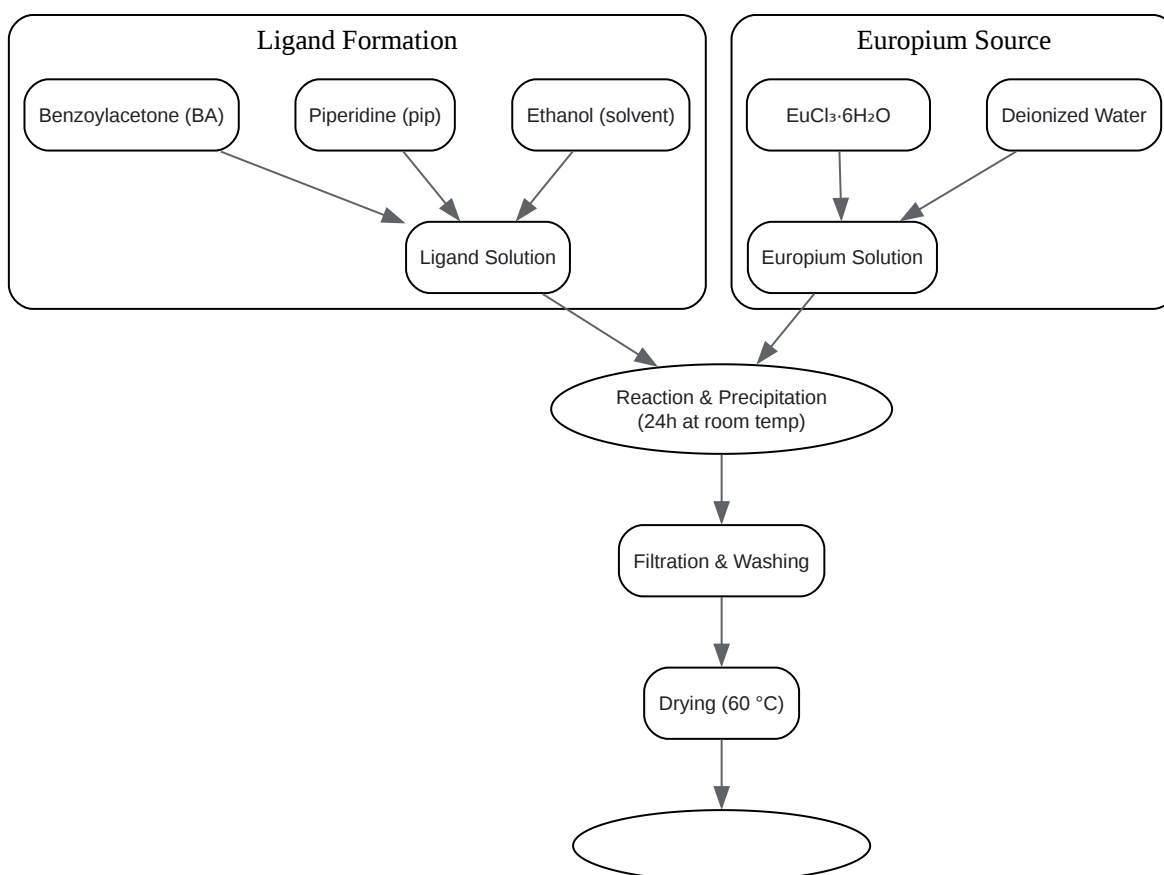 Ligand Formation
Europium Source
Benzoylacetone (BA)
Piperidine (pip)
Ethanol (solvent)
EuCl₃·6H₂O
Deionized Water
Ligand Solution
Europium Solution
Reaction & Precipitation
(24h at room temp)
Filtration & Washing
Drying (60 °C)